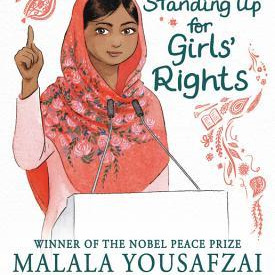 Standing Up
for
Girls'
Rights
WINNER OF THE NOBEL PEACE PRIZE
MALALA YOUSAFZAI